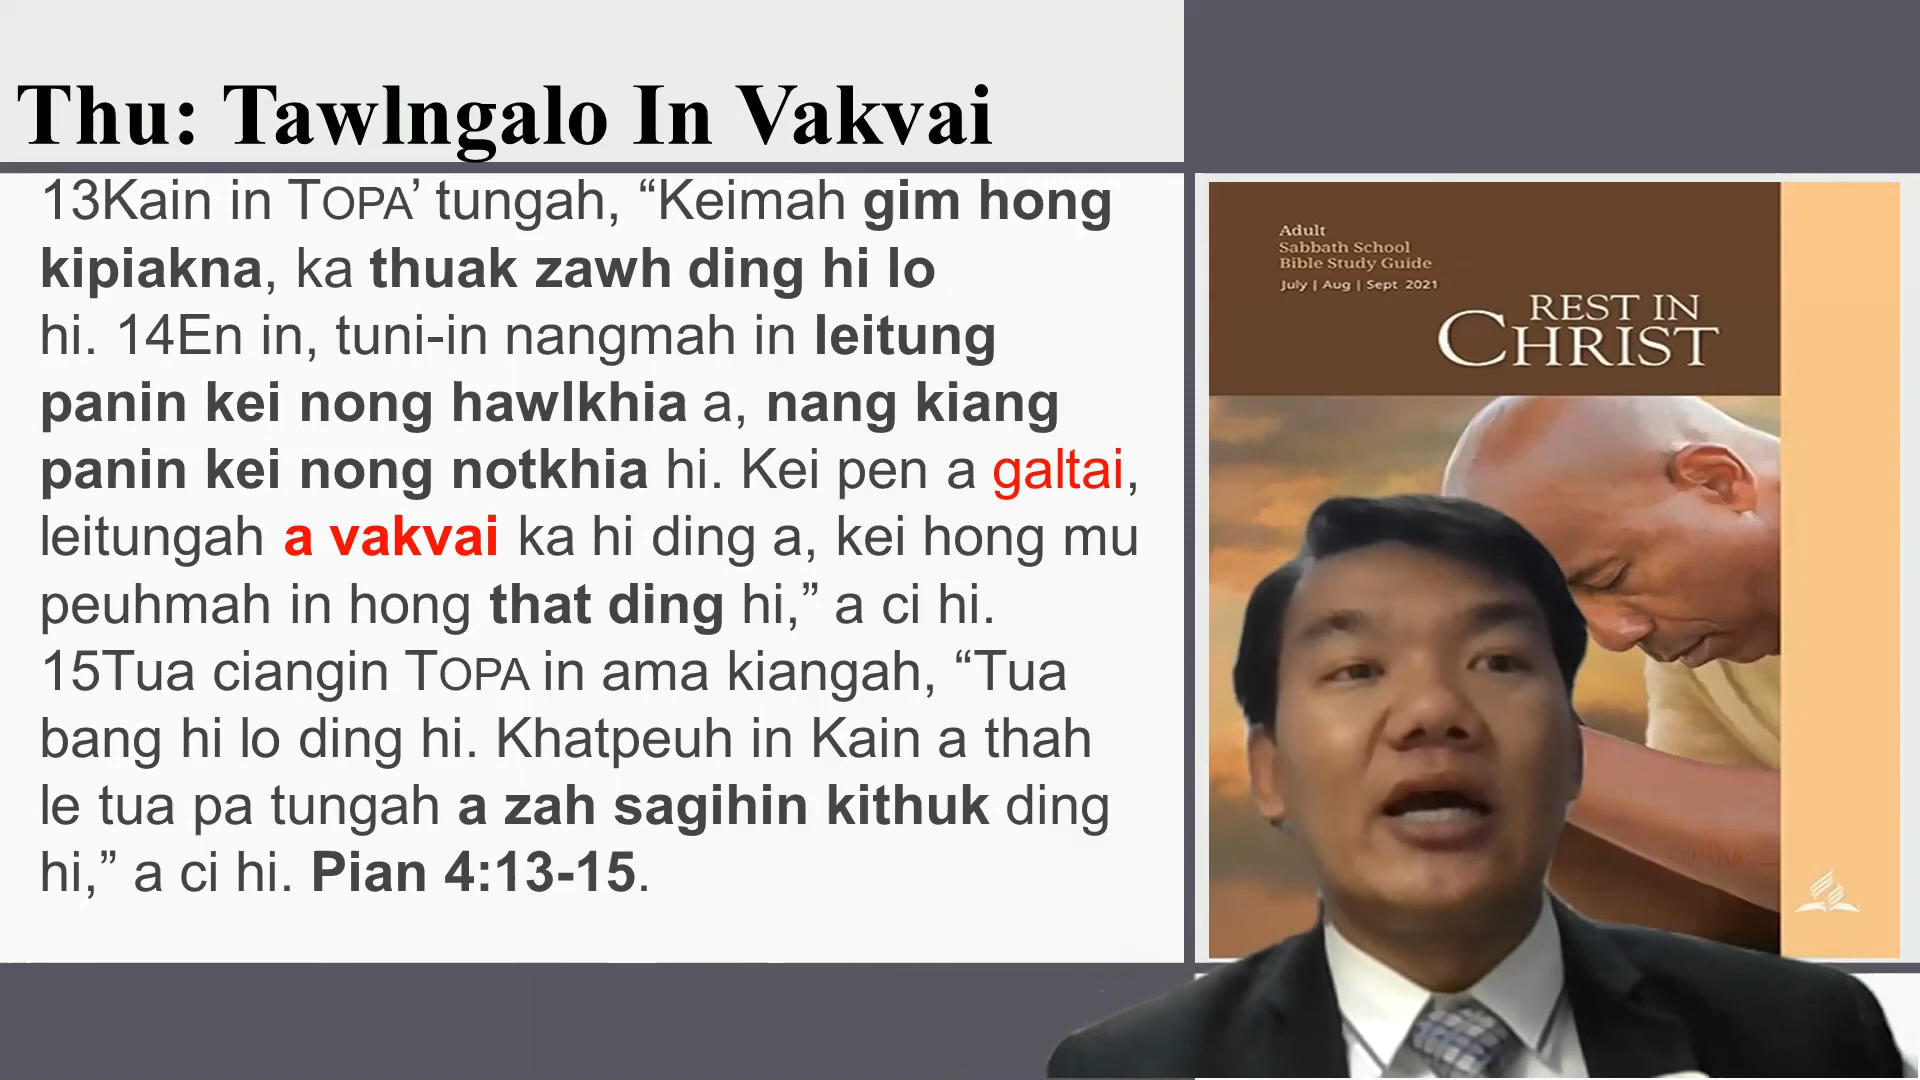 Thu: Tawlngalo In Vakvai
13Kain in TOPA’ tungah, “Keimah gim hong
kipiakna, ka thuak zawh ding hi lo
hi. 14En in, tuni-in nangmah in leitung
panin kei nong hawlkhia a, nang kiang
panin kei nong notkhia hi. Kei pen a galtai,
leitungah a vakvai ka hi ding a, kei hong mu
peuhmah in hong that ding hi,” a ci hi.
15Tua ciangin TOPA in ama kiangah, “Tua
bang hi lo ding hi. Khatpeuh in Kain a thah
le tua pa tungah a zah sagihin kithuk ding
hi,” a ci hi. Pian 4:13-15.
Adult
Sabbath School
Bible Study Guide
July | Aug | Sept 2021
REST IN
CHRIST